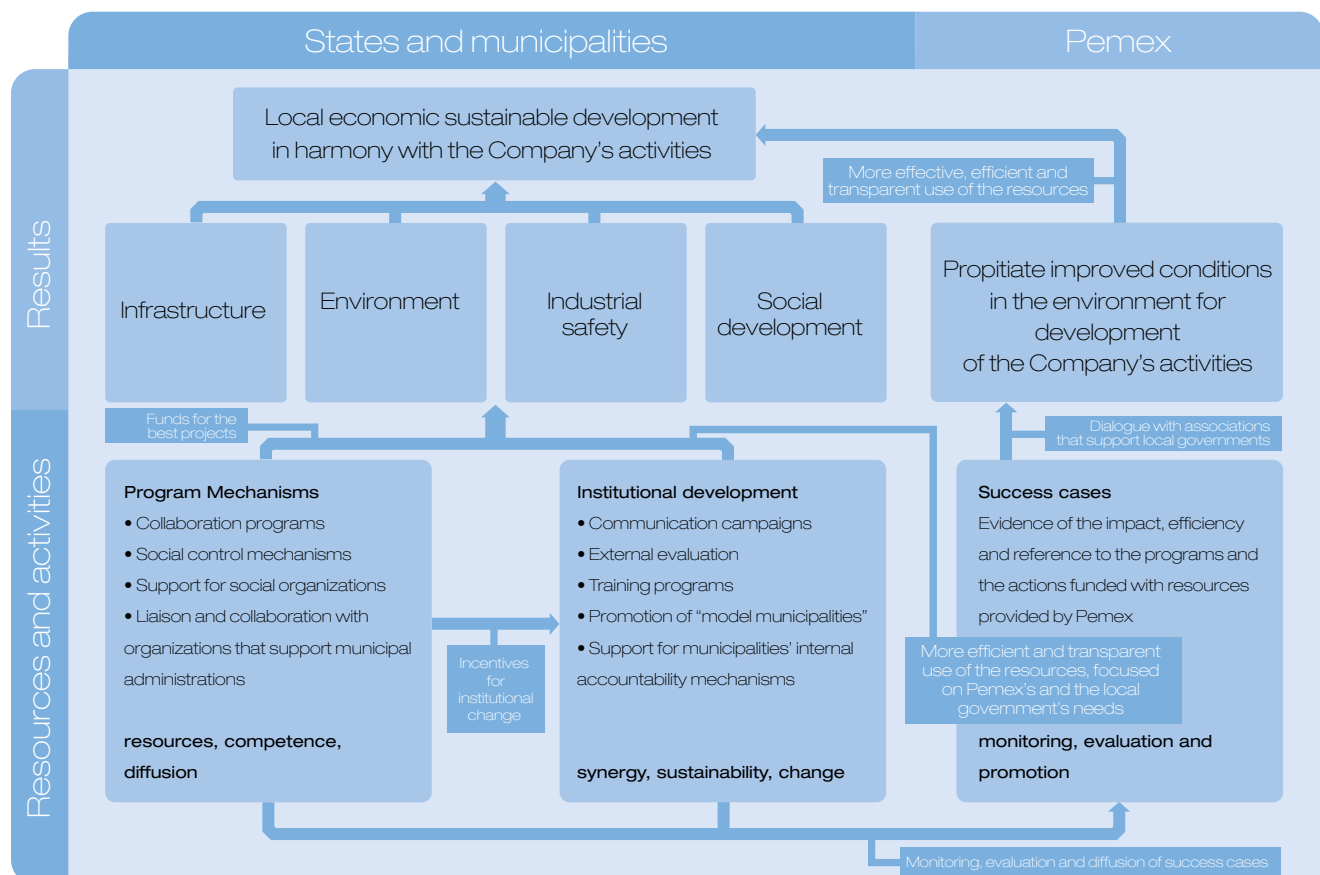 States and municipalities
Pemex
Results
Local economic sustainable development
in harmony with the Company's activities
More effective, efficient and
transparent use of the resources
Infrastructure
Environment
Industrial
safety
Social
development
Propitiate improved conditions
in the environment for
development
of the Company's activities
Resources and activities
Funds for the
best projects
Dialogue with associations
that support local governments
Program Mechanisms
• Collaboration programs
• Social control mechanisms
• Support for social organizations
• Liaison and collaboration with
organizations that support municipal
administrations
resources, competence,
diffusion
Incentives
for
institutional
change
Institutional development
• Communication campaigns
• External evaluation
• Training programs
• Promotion of "model municipalities"
• Support for municipalities' internal
accountability mechanisms
synergy, sustainability, change
Success cases
Evidence of the impact, efficiency
and reference to the programs and
the actions funded with resources
provided by Pemex
More efficient and transparent
use of the resources, focused
on Pemex's and the local
government's needs
monitoring, evaluation and
promotion
Monitoring, evaluation and diffusion of success cases